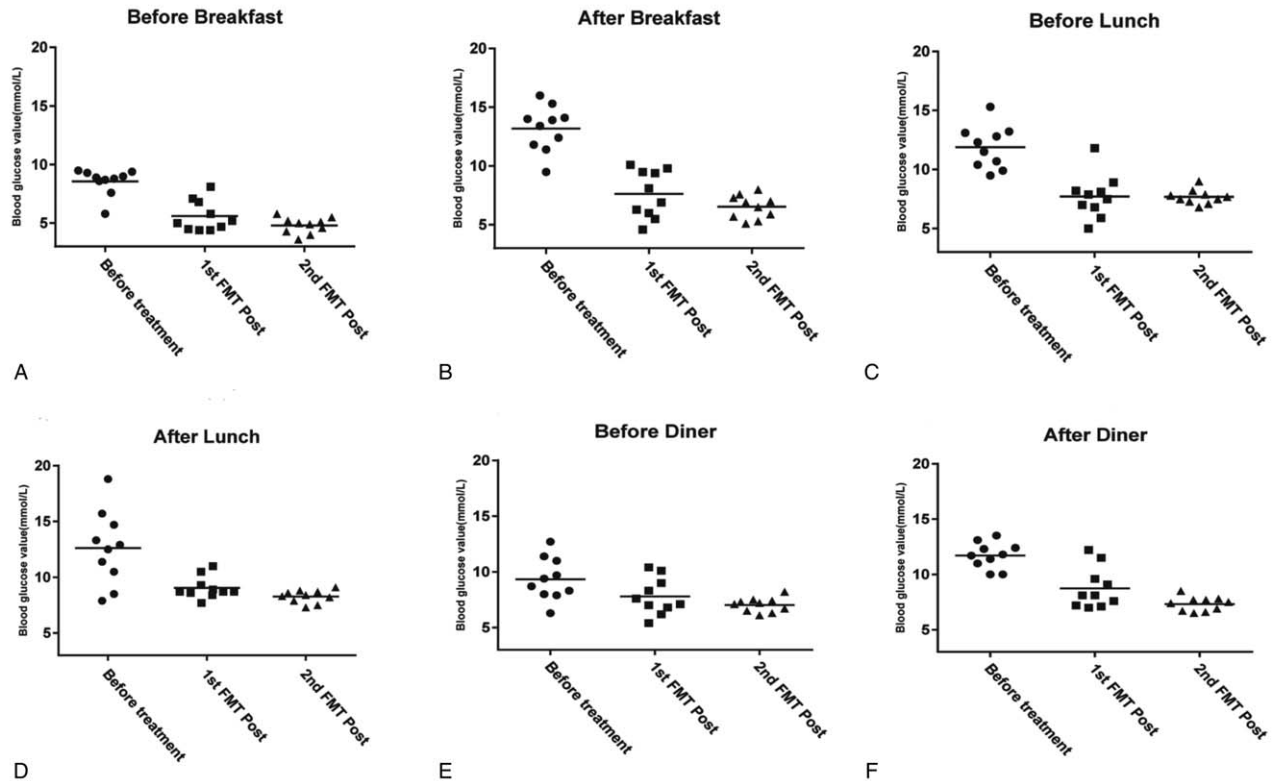 Before Breakfast
Blood glucose value(mmol/L)
20
15
10
5
Before treatment
1st FMT Post
2nd FMT Post
A
After Breakfast
Blood glucose value(mmol/L)
20
15
10
5
Before treatment
1st FMT Post
2nd FMT Post
B
Before Lunch
Blood glucose value(mmol/L)
20
15
10
5
Before treatment
1st FMT Post
2nd FMT Post
C
After Lunch
Blood glucose value(mmol/L)
20
15
10
5
Before treatment
1st FMT Post
2nd FMT Post
D
Before Diner
Blood glucose value(mmol/L)
20
15
10
5
Before treatment
1st FMT Post
2nd FMT Post
E
After Diner
Blood glucose value(mmol/L)
20
15
10
5
Before treatment
1st FMT Post
2nd FMT Post
F